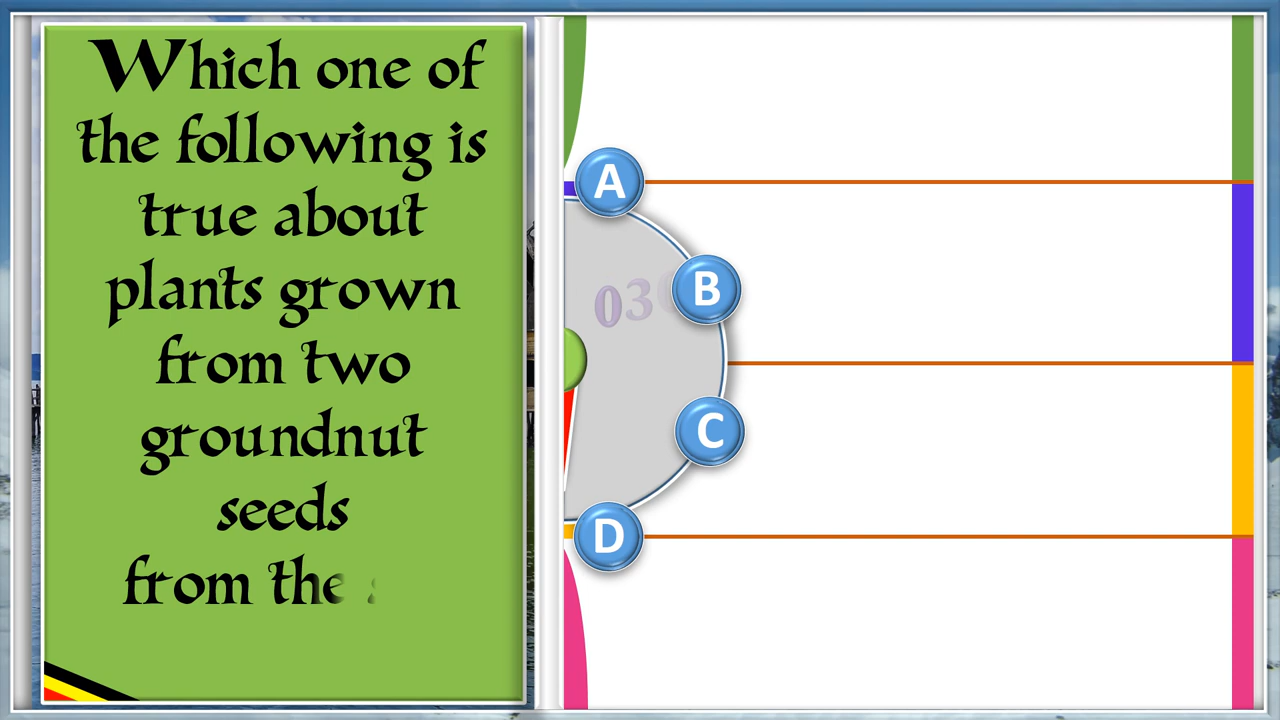 Which one of
the following is
true about
plants grown
from two
groundnut
seeds
from the
03
A
B
C
D